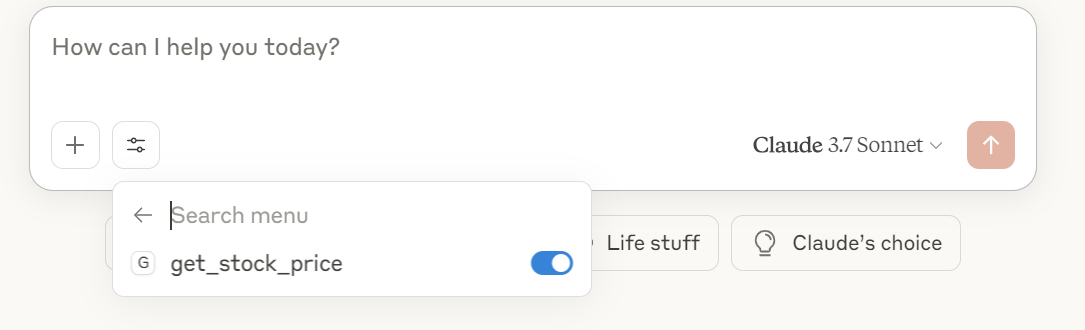 How can I help you today?
Claude 3.7 Sonnet
Search menu
G get_stock_price
Life stuff
Claude’s choice